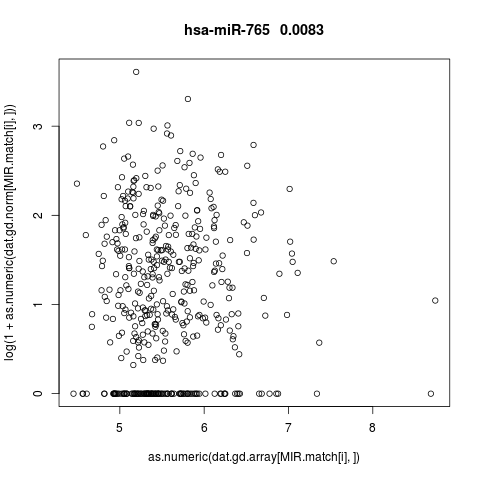 hsa-miR-765 0.0083
log(1 + as.numeric(dat.gd.norm[MIR.match[i], ]))
3
2
1
0
5 6 7 8
as.numeric(dat.gd.array[MIR.match[i], ])